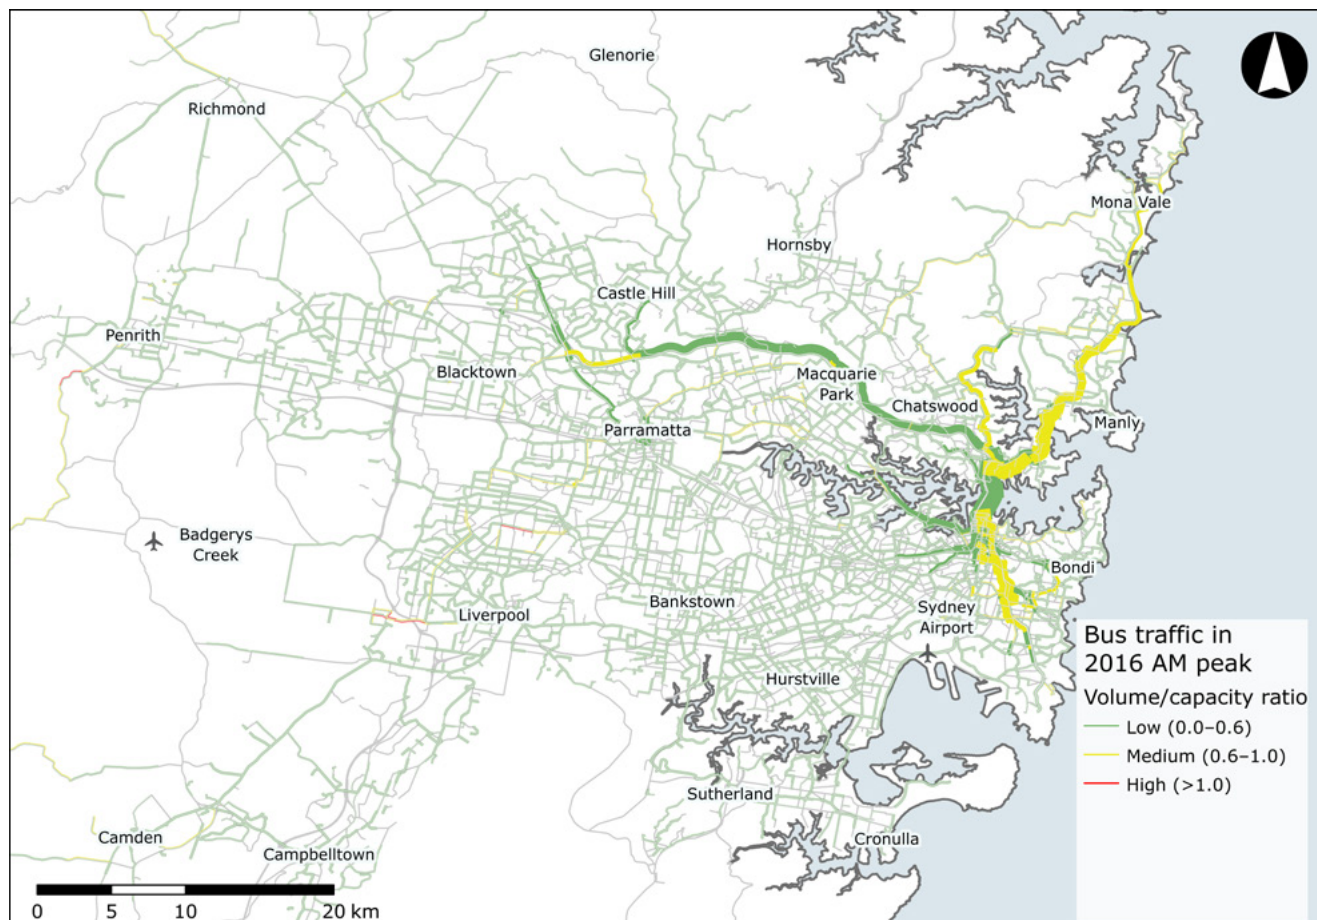 Glenorie
Richmond
Mona Vale
Hornsby
Castle Hill
Penrith
Blacktown
Macquarie
Park
Chatswood
Manly
Parramatta
Badgerys
Creek
Bondi
Liverpool
Bankstown
Sydney
Airport
Hurstville
Sutherland
Cronulla
Camden
Campbelltown
Bus traffic in
2016 AM peak
Volume/capacity ratio
Low (0.0–0.6)
Medium (0.6–1.0)
High (>1.0)
0 5 10 20 km